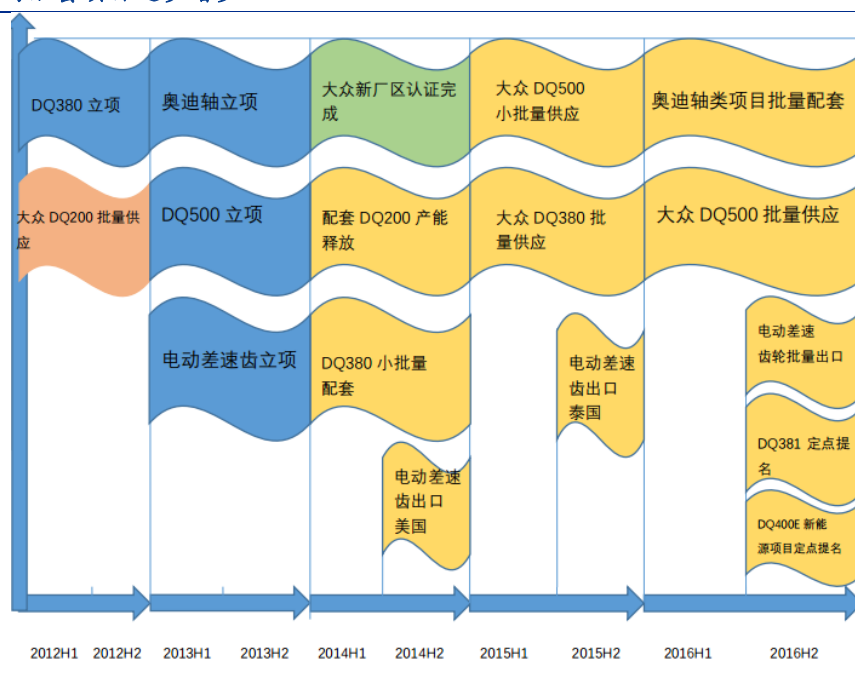 DQ380 立项
奥迪轴立项
大众新厂区认证完
成
大众 DQ500
小批量供应
奥迪轴类项目批量配套
大众 DQ200 批量供
应
DQ500 立项
配套 DQ200 产能
释放
大众 DQ380 批
量供应
大众 DQ500 批量供应
电动差速齿立项
DQ380 小批量
配套
电动差速
齿出口
美国
电动差速
齿出口
泰国
电动差速
齿轮批量出口
DQ381 定点提
名
DQ400E 新能
源项目定点提名
2012H1 2012H2 2013H1 2013H2 2014H1 2014H2 2015H1 2015H2 2016H1 2016H2